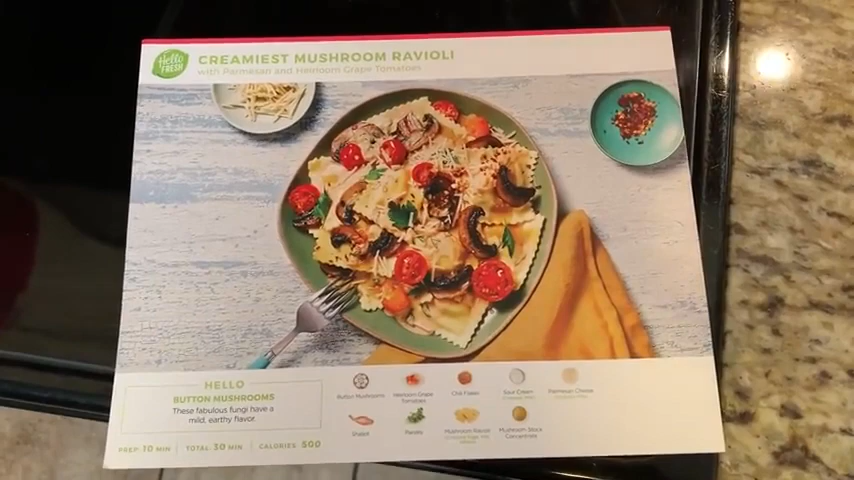 Hello
FRESH
CREAMIEST MUSHROOM RAVIOLI
with Parmesan and Heirloom Grape Tomatoes
HELLO
BUTTON MUSHROOMS
These fabulous fungi have a
mild, earthy flavor.
PREP: 10 MIN TOTAL: 30 MIN CALORIES: 500
Button Mushrooms
Heirloom Grape
Tomatoes
Chili Flakes
Sour Cream
Parmesan Cheese
Shallot
Parsley
Mushroom Ravioli
Mushroom Stock
Concentrate